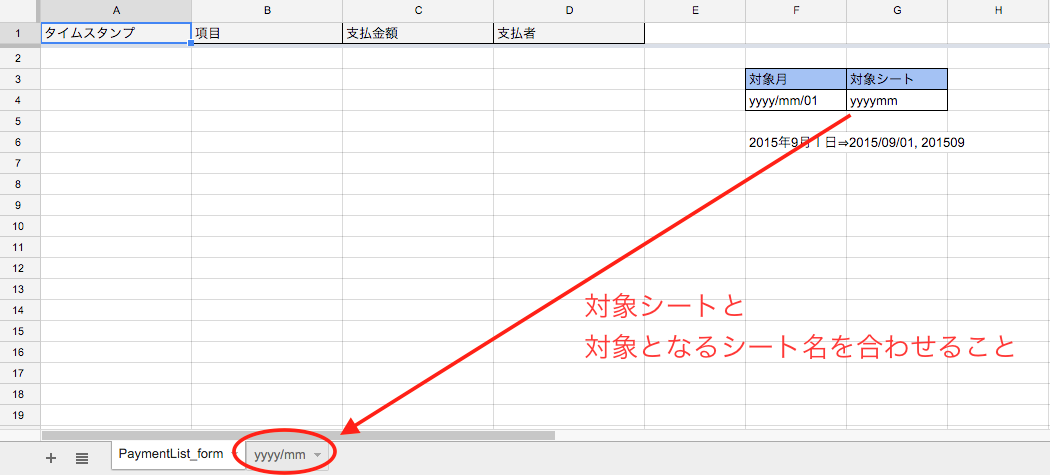 A B C D E F G H
1 タイムスタンプ 項目 支払金額 支払者
2
3 対象月 対象シート
4 yyyy/mm/01 yyyymm
5
6 2015年9月1日⇒2015/09/01, 201509
7
8
9
10
11
12
13
14 対象シートと
15
16 対象となるシート名を合わせること
17
18
19
+ PaymentList_form yyyy/mm